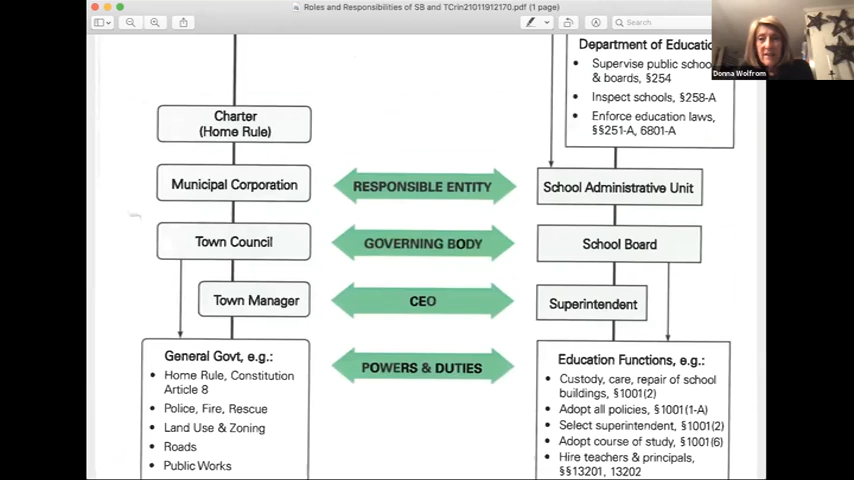 Roles and Responsibilities of SB and TCrin21011912170.pdf (1 page)
Search
Donna Wolfrom
Charter
(Home Rule)
Municipal Corporation
Town Council
Town Manager
General Govt, e.g.:
• Home Rule, Constitution
Article 8
• Police, Fire, Rescue
• Land Use & Zoning
• Roads
• Public Works
RESPONSIBLE ENTITY
GOVERNING BODY
CEO
POWERS & DUTIES
Department of Educatio
• Supervise public schoo
& boards, §254
• Inspect schools, §258-A
• Enforce education laws,
§§251-A, 6801-A
School Administrative Unit
School Board
Superintendent
Education Functions, e.g.:
• Custody, care, repair of school
buildings, §1001(2)
• Adopt all policies, §1001(1-A)
• Select superintendent, §1001(2)
• Adopt course of study, §1001(6)
• Hire teachers & principals,
§§13201, 13202